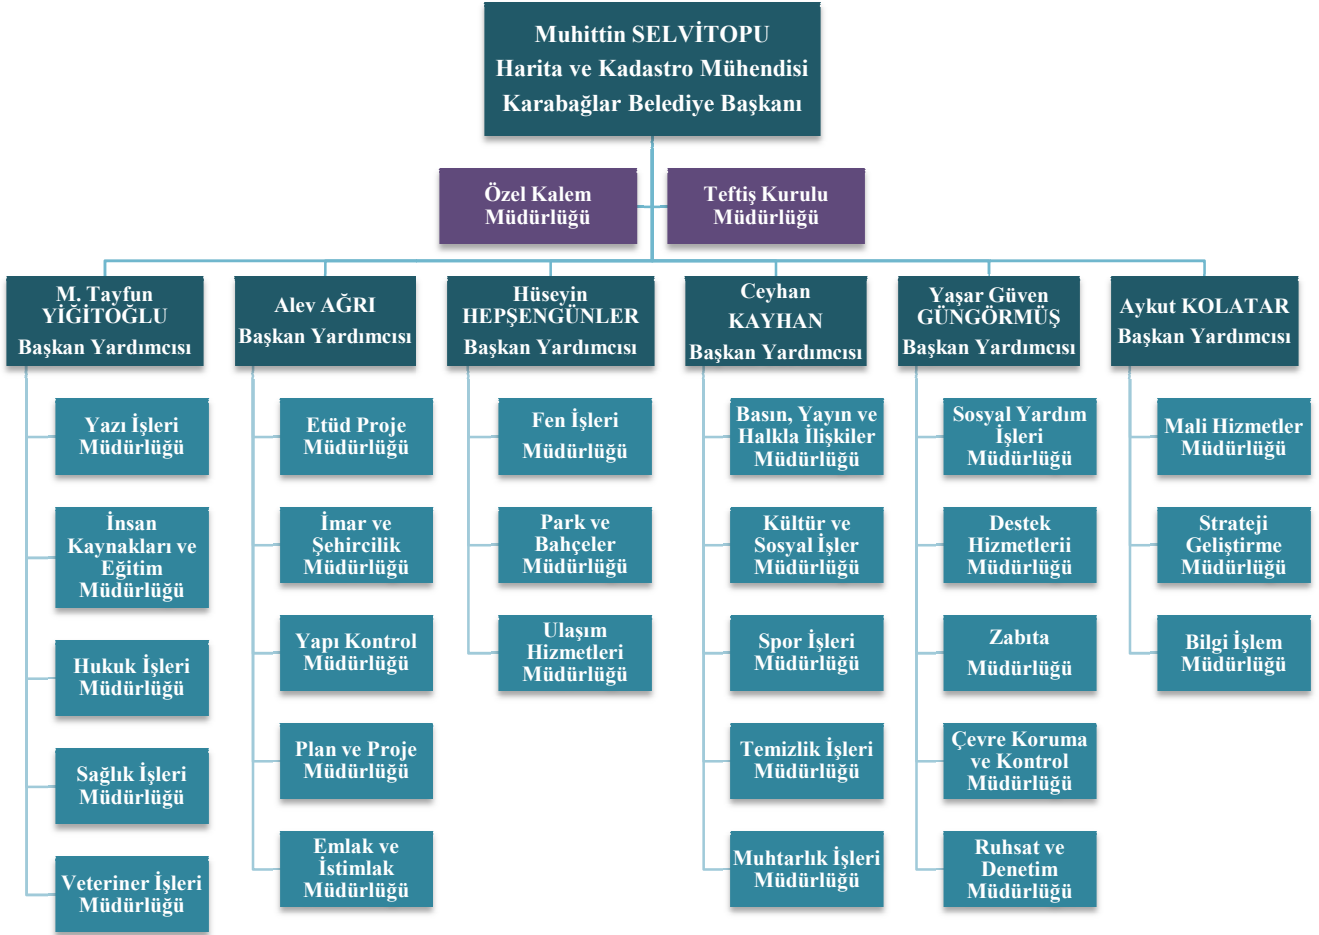 Muhittin SELVİTOPU
Harita ve Kadastro Mühendisi
Karabağlar Belediye Başkanı
Özel Kalem
Müdürlüğü
Teftiş Kurulu
Müdürlüğü
M. Tayfun
YİĞİTOĞLU
Başkan Yardımcısı
Alev AĞRI
Başkan Yardımcısı
Hüseyin
HEPŞENGÜNLER
Başkan Yardımcısı
Ceyhan
KAYHAN
Başkan Yardımcısı
Yaşar Güven
GÜNGÖRMÜŞ
Başkan Yardımcısı
Aykut KOLATAR
Başkan Yardımcısı
Yazı İşleri
Müdürlüğü
İnsan
Kaynakları ve
Eğitim
Müdürlüğü
Hukuk İşleri
Müdürlüğü
Sağlık İşleri
Müdürlüğü
Veteriner İşleri
Müdürlüğü
Etüd Proje
Müdürlüğü
İmar ve
Şehircilik
Müdürlüğü
Yapı Kontrol
Müdürlüğü
Plan ve Proje
Müdürlüğü
Emlak ve
İstimlak
Müdürlüğü
Fen İşleri
Müdürlüğü
Park ve
Bahçeler
Müdürlüğü
Ulaşım
Hizmetleri
Müdürlüğü
Basın, Yayın ve
Halkla İlişkiler
Müdürlüğü
Kültür ve
Sosyal İşler
Müdürlüğü
Spor İşleri
Müdürlüğü
Temizlik İşleri
Müdürlüğü
Muhtarlık İşleri
Müdürlüğü
Sosyal Yardım
İşleri
Müdürlüğü
Destek
Hizmetlerii
Müdürlüğü
Zabıta
Müdürlüğü
Çevre Koruma
ve Kontrol
Müdürlüğü
Ruhsat ve
Denetim
Müdürlüğü
Mali Hizmetler
Müdürlüğü
Strateji
Geliştirme
Müdürlüğü
Bilgi İşlem
Müdürlüğü